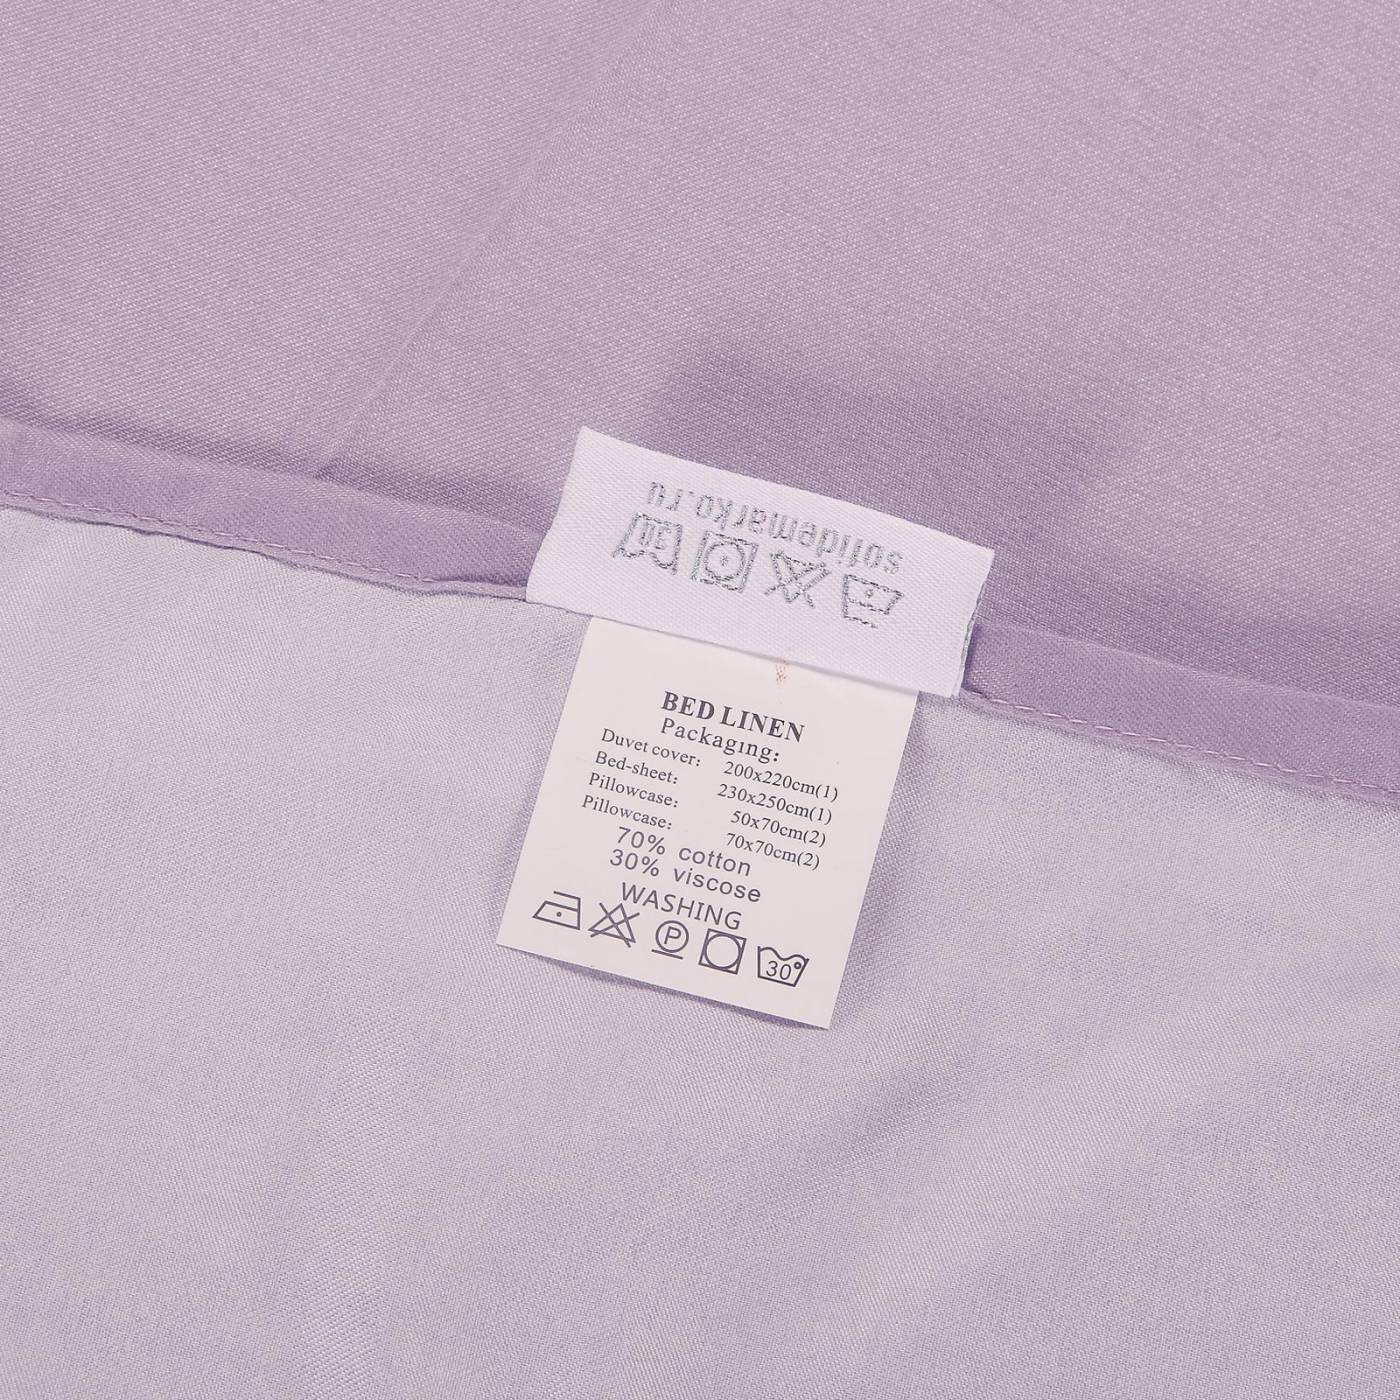 sofidemarko.ru
30
BED LINEN
Packaging:
Duvet cover: 200x220cm(1)
Bed-sheet: 230x250cm(1)
Pillowcase: 50x70cm(2)
Pillowcase: 70x70cm(2)
70% cotton
30% viscose
WASHING
P 30°